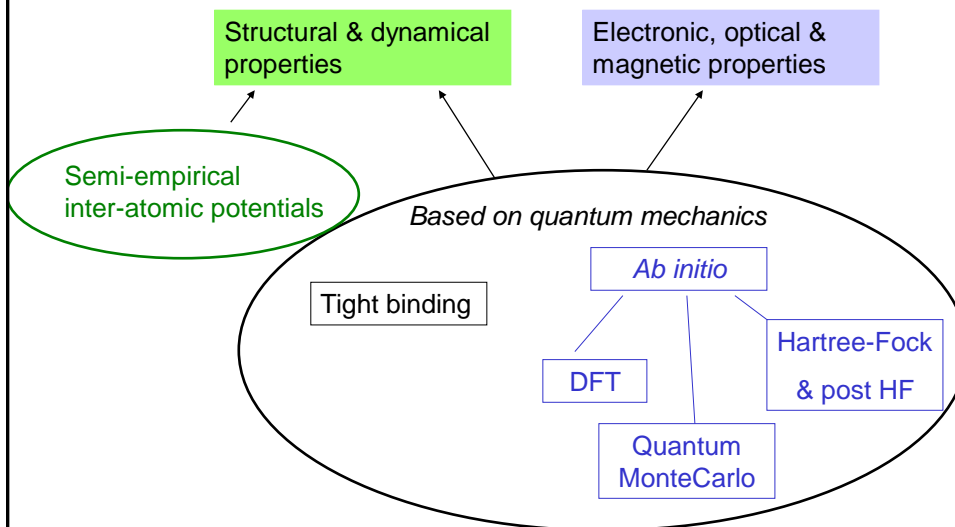 Structural & dynamical
properties
Electronic, optical &
magnetic properties
Semi-empirical
inter-atomic potentials
Based on quantum mechanics
Ab initio
Tight binding
Hartree-Fock
& post HF
DFT
Quantum
MonteCarlo